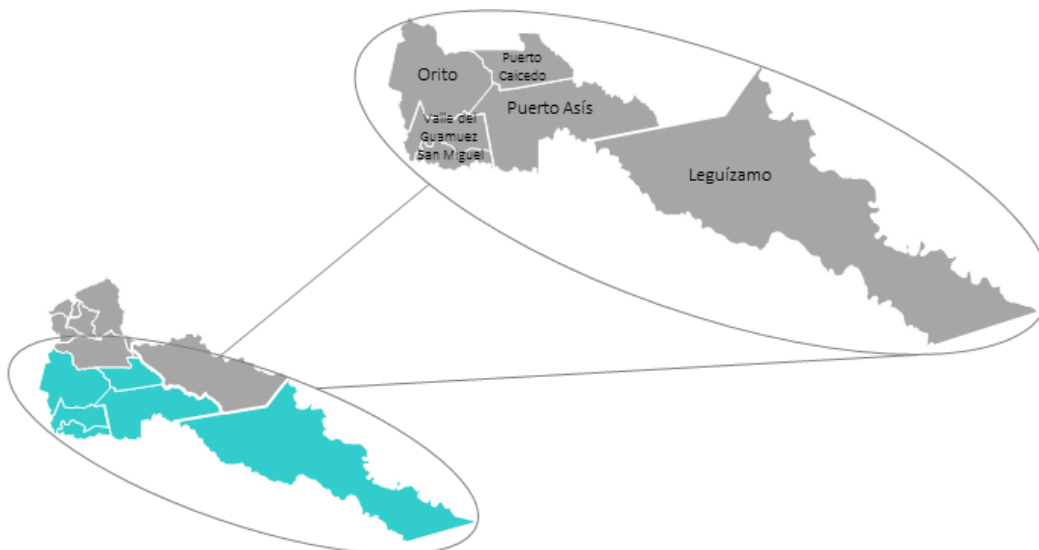 Orito
Puerto
Caicedo
Puerto Asís
Valle del
Guamuez
San Miguel
Leguízamo